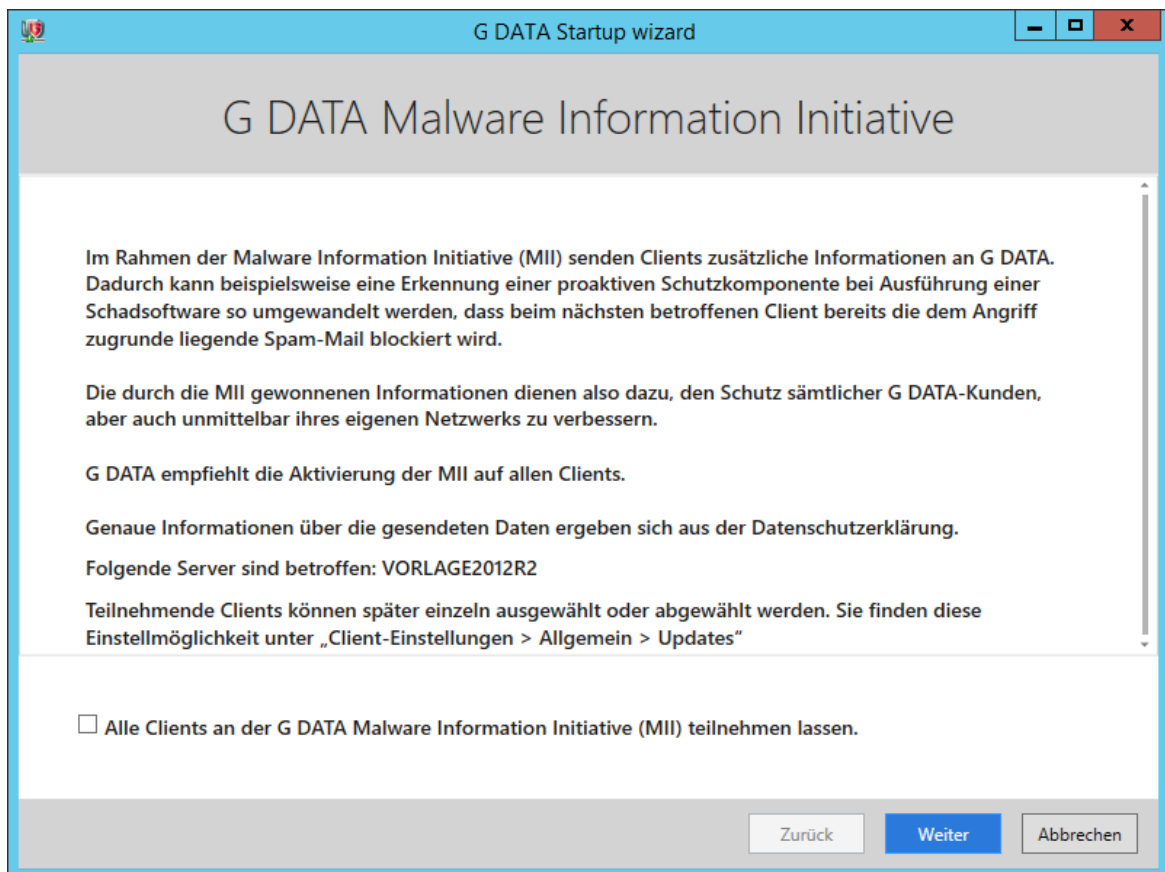 G DATA Startup wizard
G DATA Malware Information Initiative
Im Rahmen der Malware Information Initiative (MII) senden Clients zusätzliche Informationen an G DATA.
Dadurch kann beispielsweise eine Erkennung einer proaktiven Schutzkomponente bei Ausführung einer
Schadsoftware so umgewandelt werden, dass beim nächsten betroffenen Client bereits die dem Angriff
zugrunde liegende Spam-Mail blockiert wird.
Die durch die MII gewonnenen Informationen dienen also dazu, den Schutz sämtlicher G DATA-Kunden,
aber auch unmittelbar ihres eigenen Netzwerks zu verbessern.
G DATA empfiehlt die Aktivierung der MII auf allen Clients.
Genaue Informationen über die gesendeten Daten ergeben sich aus der Datenschutzerklärung.
Folgende Server sind betroffen: VORLAGE2012R2
Teilnehmende Clients können später einzeln ausgewählt oder abgewählt werden. Sie finden diese
Einstellmöglichkeit unter „Client-Einstellungen > Allgemein > Updates“
Alle Clients an der G DATA Malware Information Initiative (MII) teilnehmen lassen.
Zurück Weiter Abbrechen